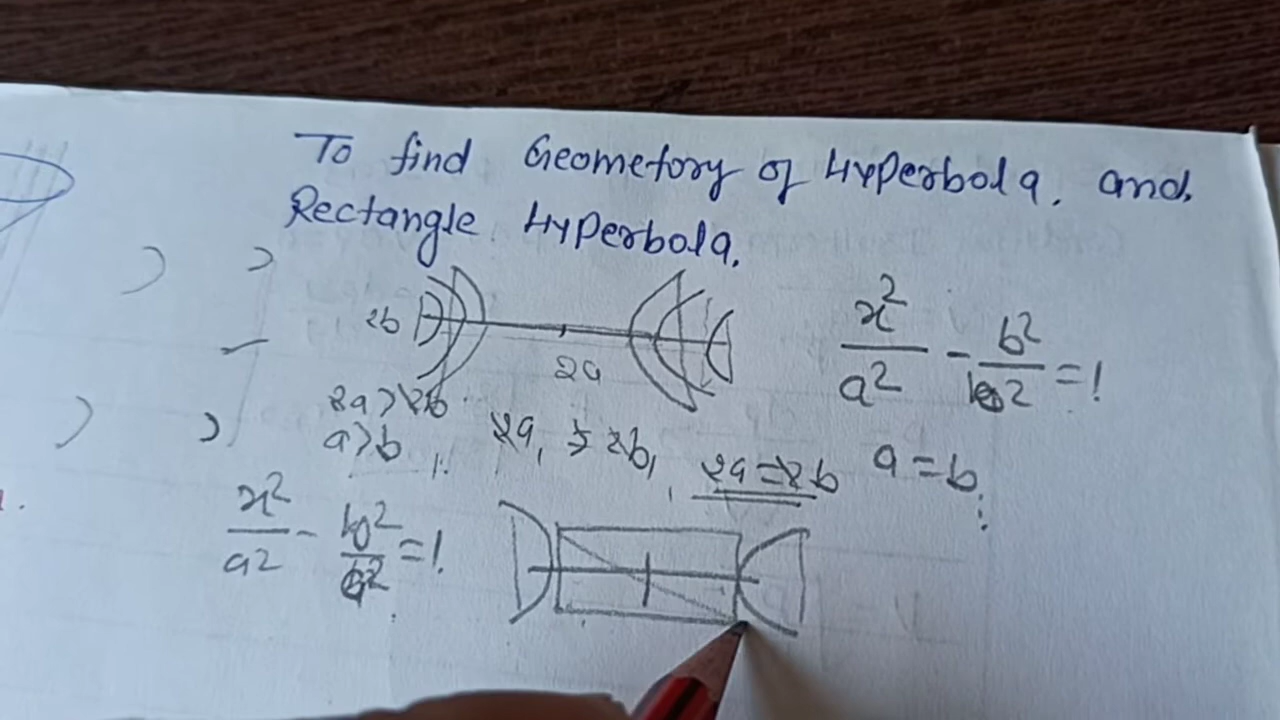 To find Geometory of Hyperbola. and.
Rectangle Hyperbola.
2b
2a
2a > 2b
a > b
2a, > 2b,
2a = 2b
a = b
x²/a² - b²/b² = 1
x²/a² - b²/b² = 1